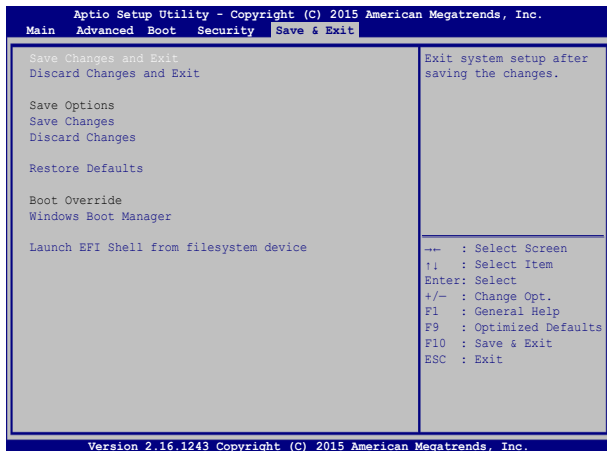 Aptio Setup Utility - Copyright (C) 2015 American Megatrends, Inc.
Main Advanced Boot Security Save & Exit
Save Changes and Exit
Discard Changes and Exit
Save Options
Save Changes
Discard Changes
Restore Defaults
Boot Override
Windows Boot Manager
Launch EFI Shell from filesystem device
Exit system setup after
saving the changes.
→← : Select Screen
↑↓ : Select Item
Enter: Select
+/— : Change Opt.
F1 : General Help
F9 : Optimized Defaults
F10 : Save & Exit
ESC : Exit
Version 2.16.1243 Copyright (C) 2015 American Megatrends, Inc.